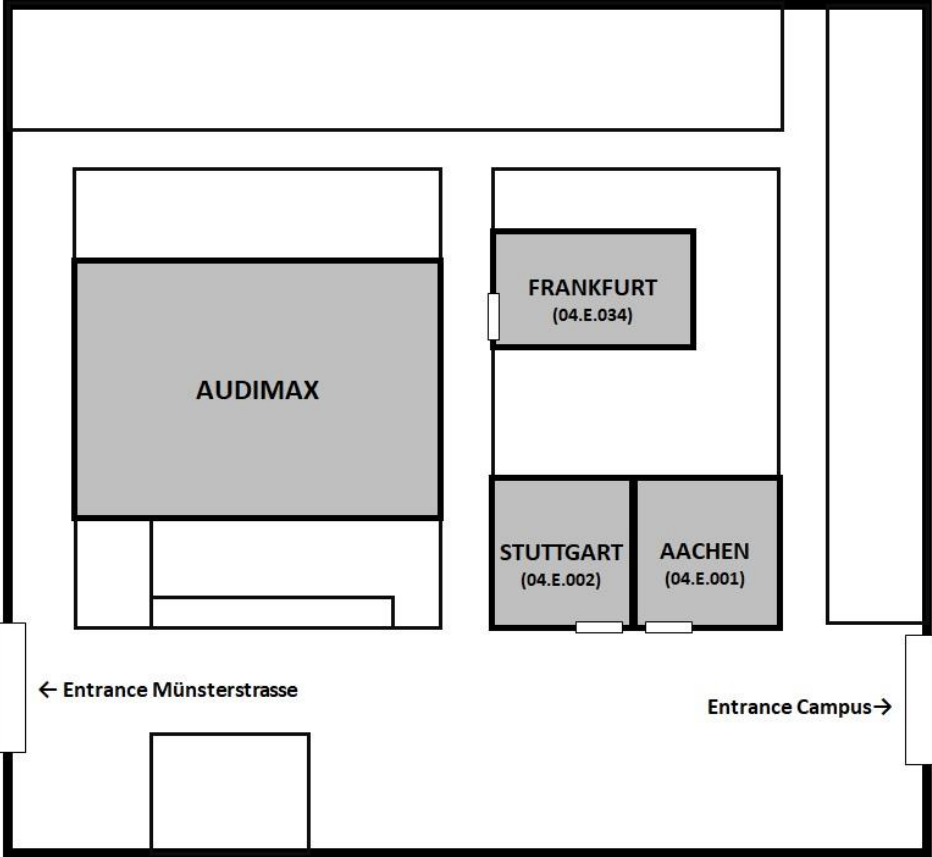 FRANKFURT
(04.E.034)
AUDIMAX
STUTTGART
(04.E.002)
AACHEN
(04.E.001)
← Entrance Münsterstrasse
Entrance Campus→